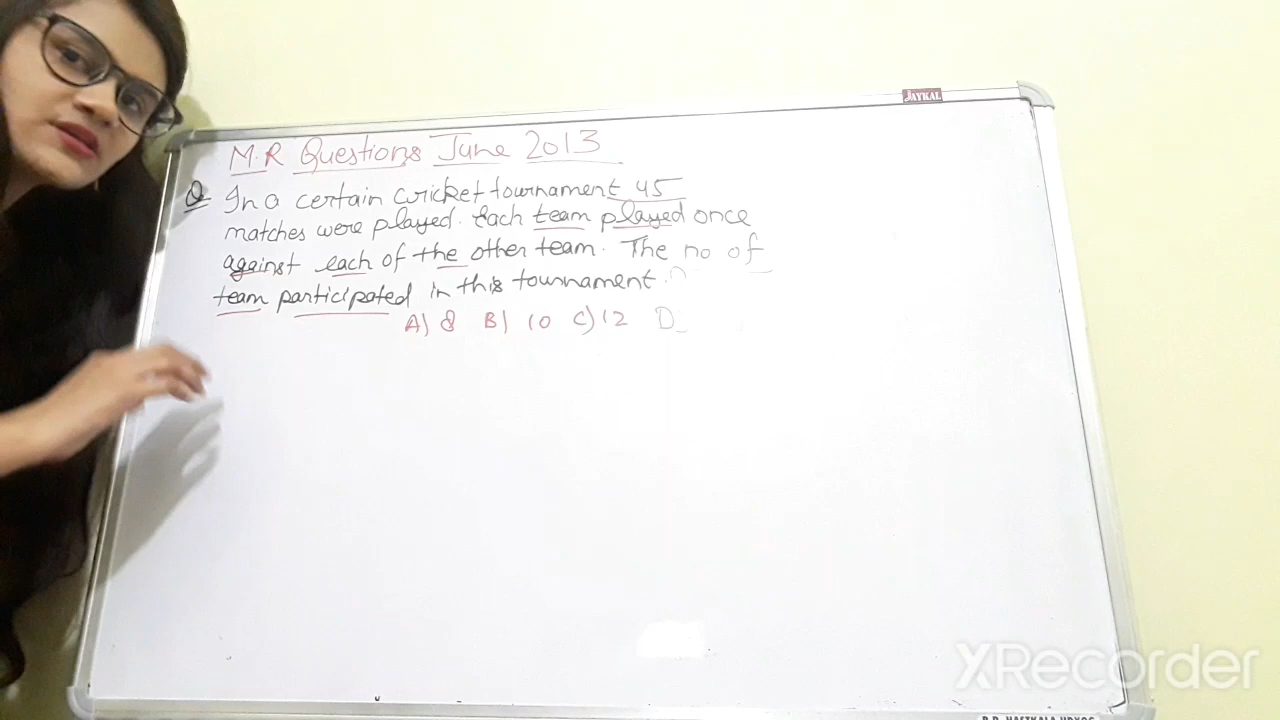 JAYKAL
M.R Questions June 2013
Q In a certain cricket tournament 45
matches were played. Each team played once
against each of the other team. The no of
team participated in this tournament.
A) 8 B) 10 C) 12 D
XRecorder